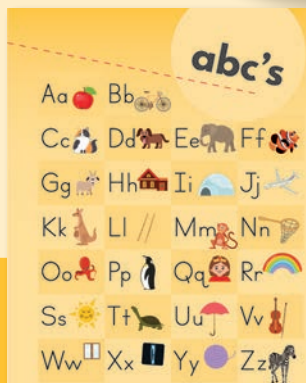 abc's
Aa Bb
Cc Dd Ee Ff
Gg Hh Ii Jj
Kk Ll Mm Nn
Oo Pp Qq Rr
Ss Tt Uu Vv
Ww Xx Yy Zz